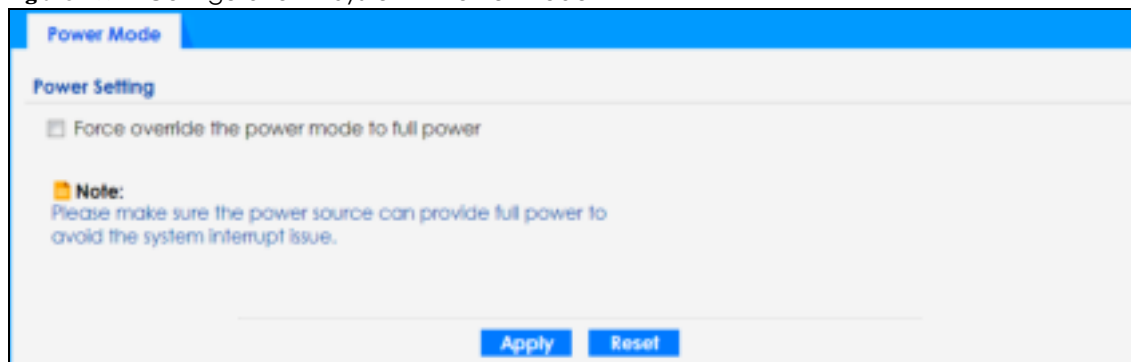 Power Mode
Power Setting
Force override the power mode to full power
Note:
Please make sure the power source can provide full power to
avoid the system interrupt issue.
Apply Reset